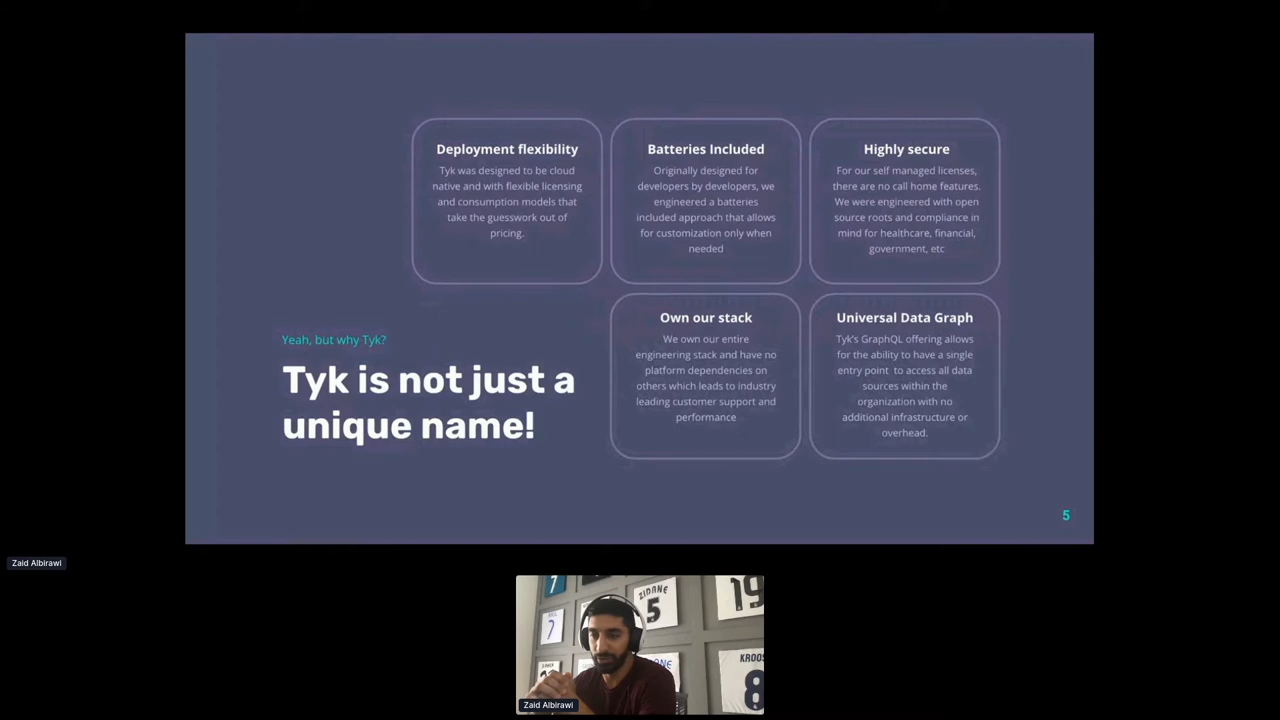 Deployment flexibility
Tyk was designed to be cloud
native and with flexible licensing
and consumption models that
take the guesswork out of
pricing.
Batteries Included
Originally designed for
developers by developers, we
engineered a batteries
included approach that allows
for customization only when
needed
Highly secure
For our self managed licenses,
there are no call home features.
We were engineered with open
source roots and compliance in
mind for healthcare, financial,
government, etc
Yeah, but why Tyk?
Tyk is not just a
unique name!
Own our stack
We own our entire
engineering stack and have no
platform dependencies on
others which leads to industry
leading customer support and
performance
Universal Data Graph
Tyk's GraphQL offering allows
for the ability to have a single
entry point to access all data
sources within the
organization with no
additional infrastructure or
overhead.
5
Zaid Albirawi
7
ZIDANE
5
19
7
KROOS
8
Zaid Albirawi